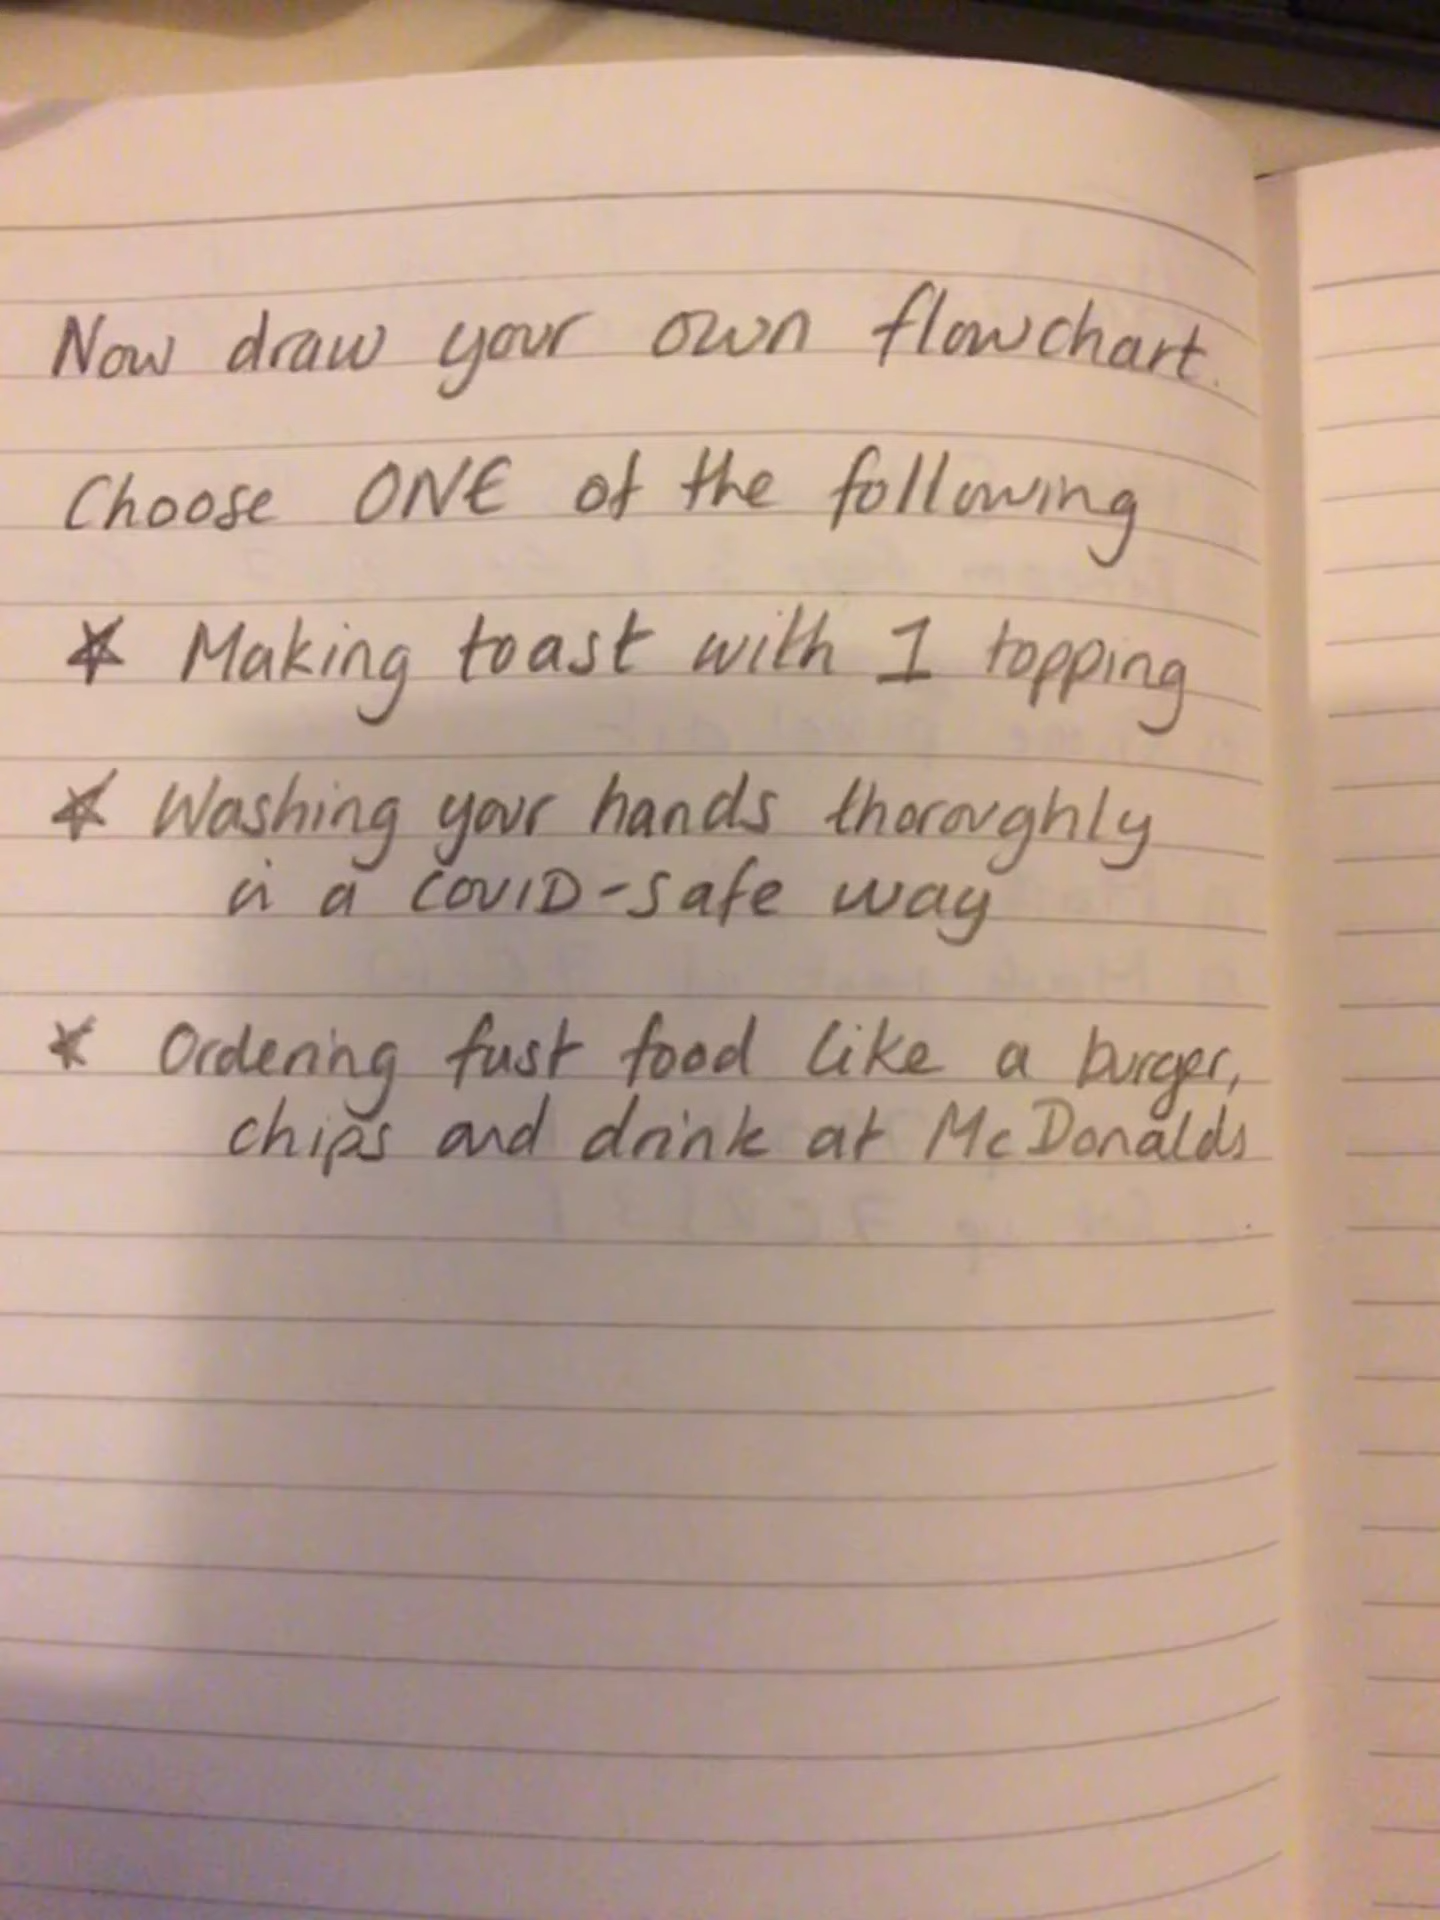 Now draw your own flowchart.
Choose ONE of the following
* Making toast with 1 topping
* Washing your hands thoroughly
in a COVID-safe way
* Ordering fast food like a burger,
chips and drink at McDonalds